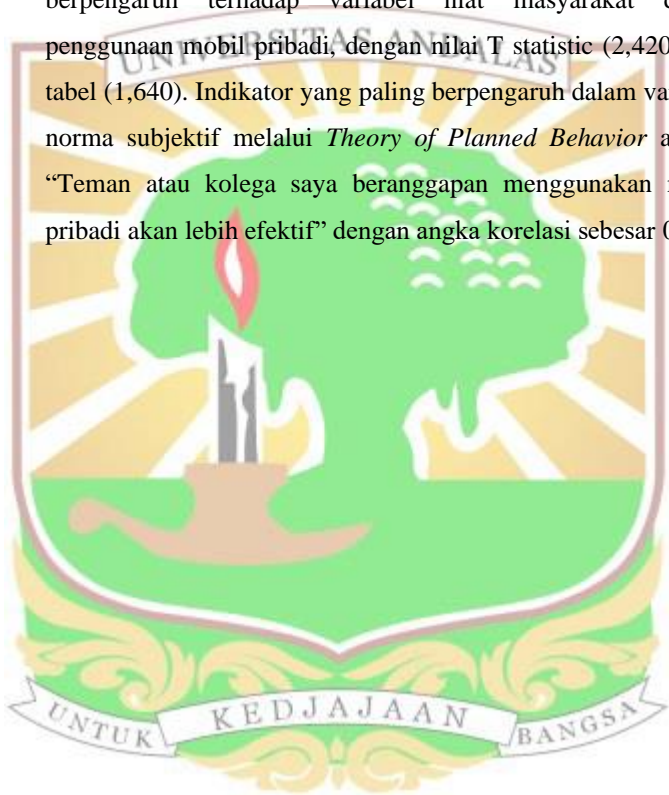 berpengaruh terhadap variabel niat masyarakat
penggunaan mobil pribadi, dengan nilai T statistic (2,420
UNIVERSITAS ANDALAS
tabel (1,640). Indikator yang paling berpengaruh dalam
norma subjektif melalui Theory of Planned Behavior
“Teman atau kolega saya beranggapan menggunakan
pribadi akan lebih efektif” dengan angka korelasi sebesar
UNTUK KEDJAJAAN BANGSA